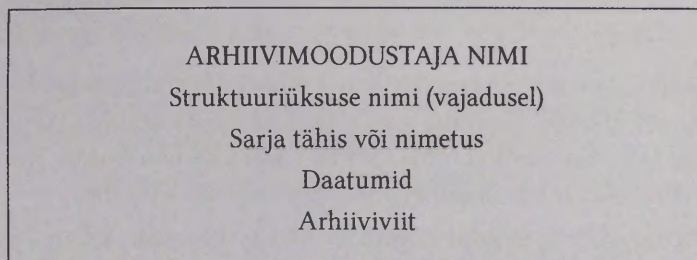 ARHIIVIMOODUSTAJA NIMI
Struktuuriüksuse nimi (vajadusel)
Sarja tähis või nimetus
Daatumid
Arhiiviviit